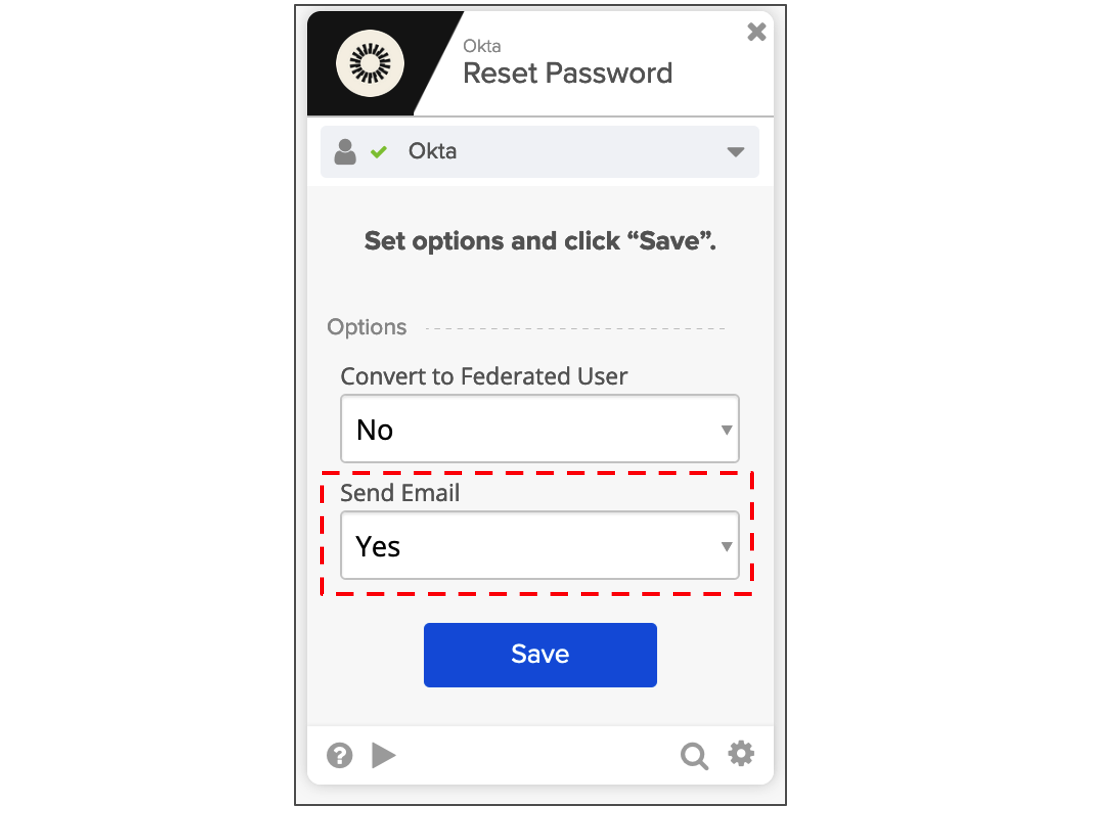 Okta
Reset Password
Okta
Set options and click “Save”.
Options
Convert to Federated User
No
Send Email
Yes
Save